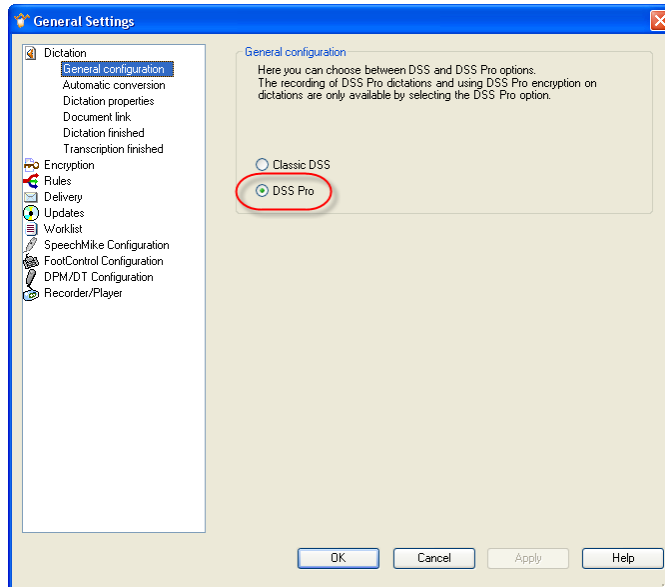 General Settings
Dictation
General configuration
Automatic conversion
Dictation properties
Document link
Dictation finished
Transcription finished
Encryption
Rules
Delivery
Updates
Worklist
SpeechMike Configuration
FootControl Configuration
DPM/DT Configuration
Recorder/Player
General configuration
Here you can choose between DSS and DSS Pro options.
The recording of DSS Pro dictations and using DSS Pro encryption on
dictations are only available by selecting the DSS Pro option.
Classic DSS
DSS Pro
OK
Cancel
Apply
Help